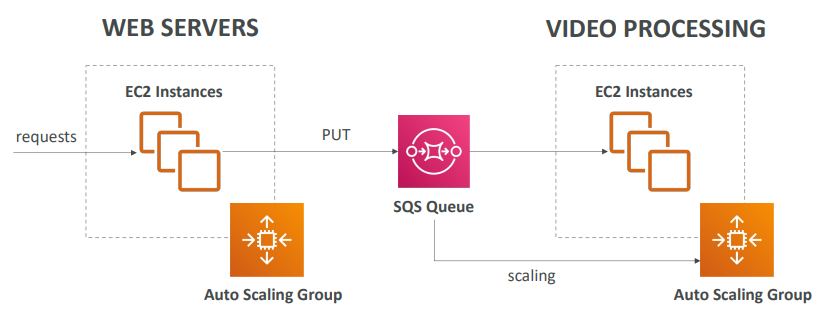 WEB SERVERS
VIDEO PROCESSING
EC2 Instances
EC2 Instances
requests
PUT
SQS Queue
scaling
Auto Scaling Group
Auto Scaling Group